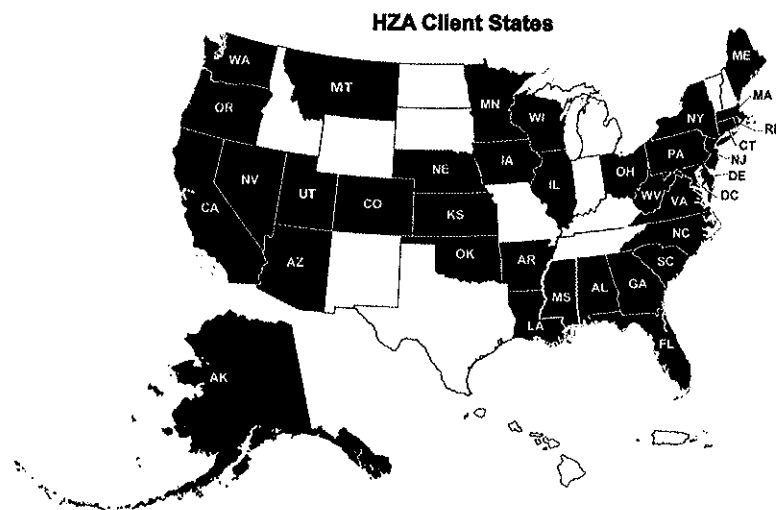 HZA Client States
WA
MT
ME
OR
MN
MA
WI
NY
RI
CT
IA
PA
NJ
NE
OH
DE
NV
IL
UT
WV
DC
CA
CO
VA
KS
NC
AZ
OK
AR
SC
MS
AL
GA
LA
FL
AK